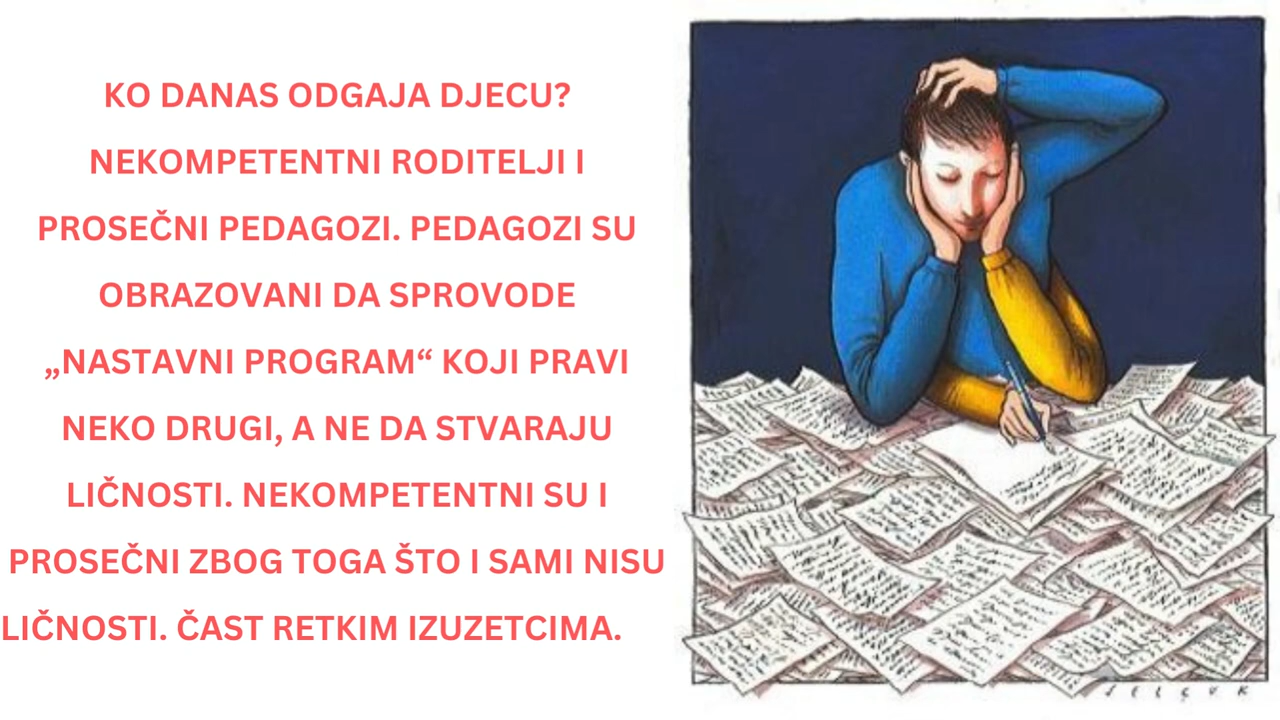 KO DANAS ODGAJA DJECU?
NEKOMPETENTNI RODITELJI I
PROSEČNI PEDAGOZI. PEDAGOZI SU
OBRAZOVANI DA SPROVODE
„NASTAVNI PROGRAM“ KOJI PRAVI
NEKO DRUGI, A NE DA STVARAJU
LIČNOSTI. NEKOMPETENTNI SU I
PROSEČNI ZBOG TOGA ŠTO I SAMI NISU
LIČNOSTI. ČAST RETKIM IZUZETCIMA.
SELÇUK